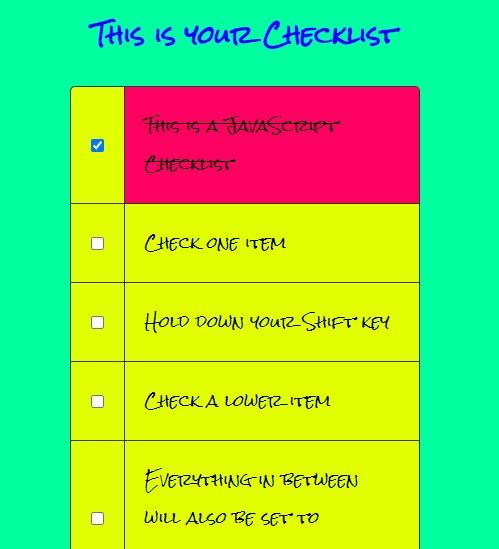 This is your Checklist
This is a JavaScript
Checklist
Check one item
Hold down your Shift key
Check a lower item
Everything in between
will also be set to